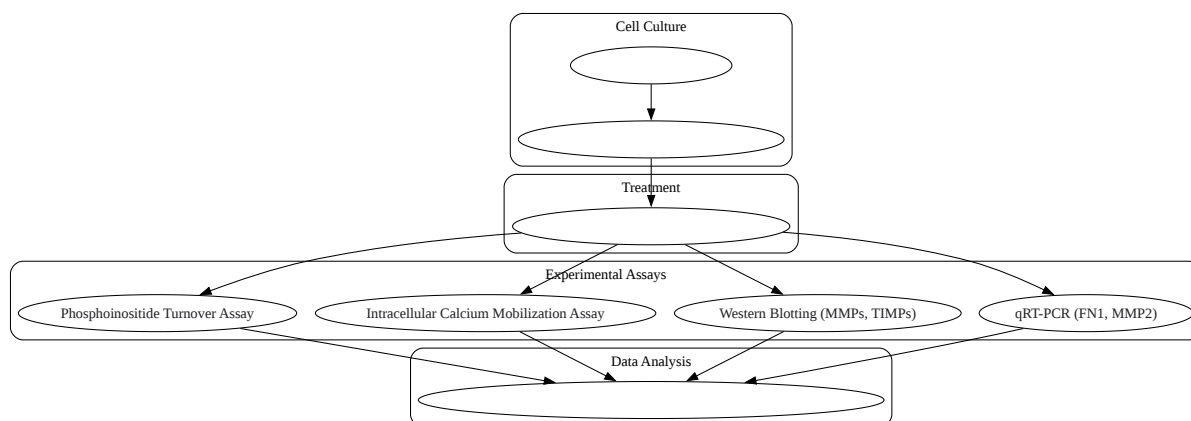 Cell Culture
Treatment
Experimental Assays
Phosphoinositide Turnover Assay
Intracellular Calcium Mobilization Assay
Western Blotting (MMPs, TIMPs)
qRT-PCR (FN1, MMP2)
Data Analysis